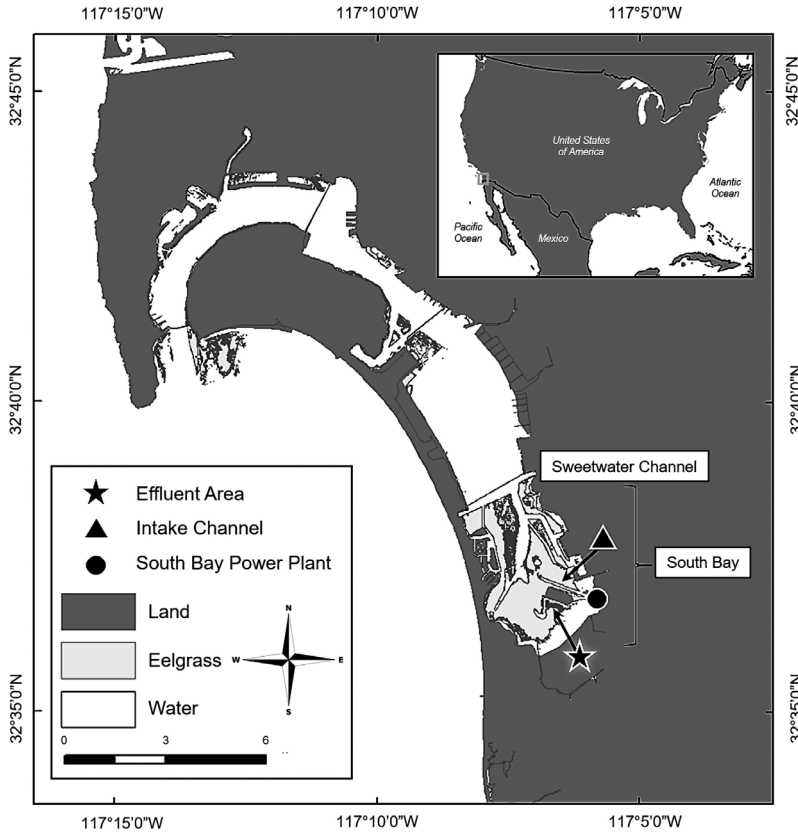 117°15'0"W 117°10'0"W 117°5'0"W
32°45'0"N 32°45'0"N
United States
of America
Atlantic
Ocean
Pacific
Ocean
Mexico
32°40'0"N 32°40'0"N
Sweetwater Channel
South Bay
Effluent Area
Intake Channel
South Bay Power Plant
Land
Eelgrass
Water
N
W E
S
0 3 6
32°35'0"N 32°35'0"N
117°15'0"W 117°10'0"W 117°5'0"W